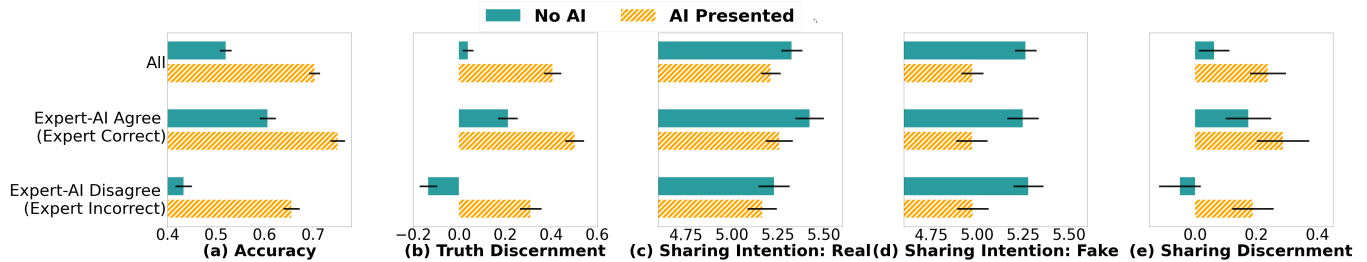 No AI AI Presented
All
Expert-AI Agree
(Expert Correct)
Expert-AI Disagree
(Expert Incorrect)
0.4 0.5 0.6 0.7
−0.2 0.0 0.2 0.4 0.6
4.75 5.00 5.25 5.50
4.75 5.00 5.25 5.50
0.0 0.2 0.4
(a) Accuracy
(b) Truth Discernment
(c) Sharing Intention: Real
(d) Sharing Intention: Fake
(e) Sharing Discernment